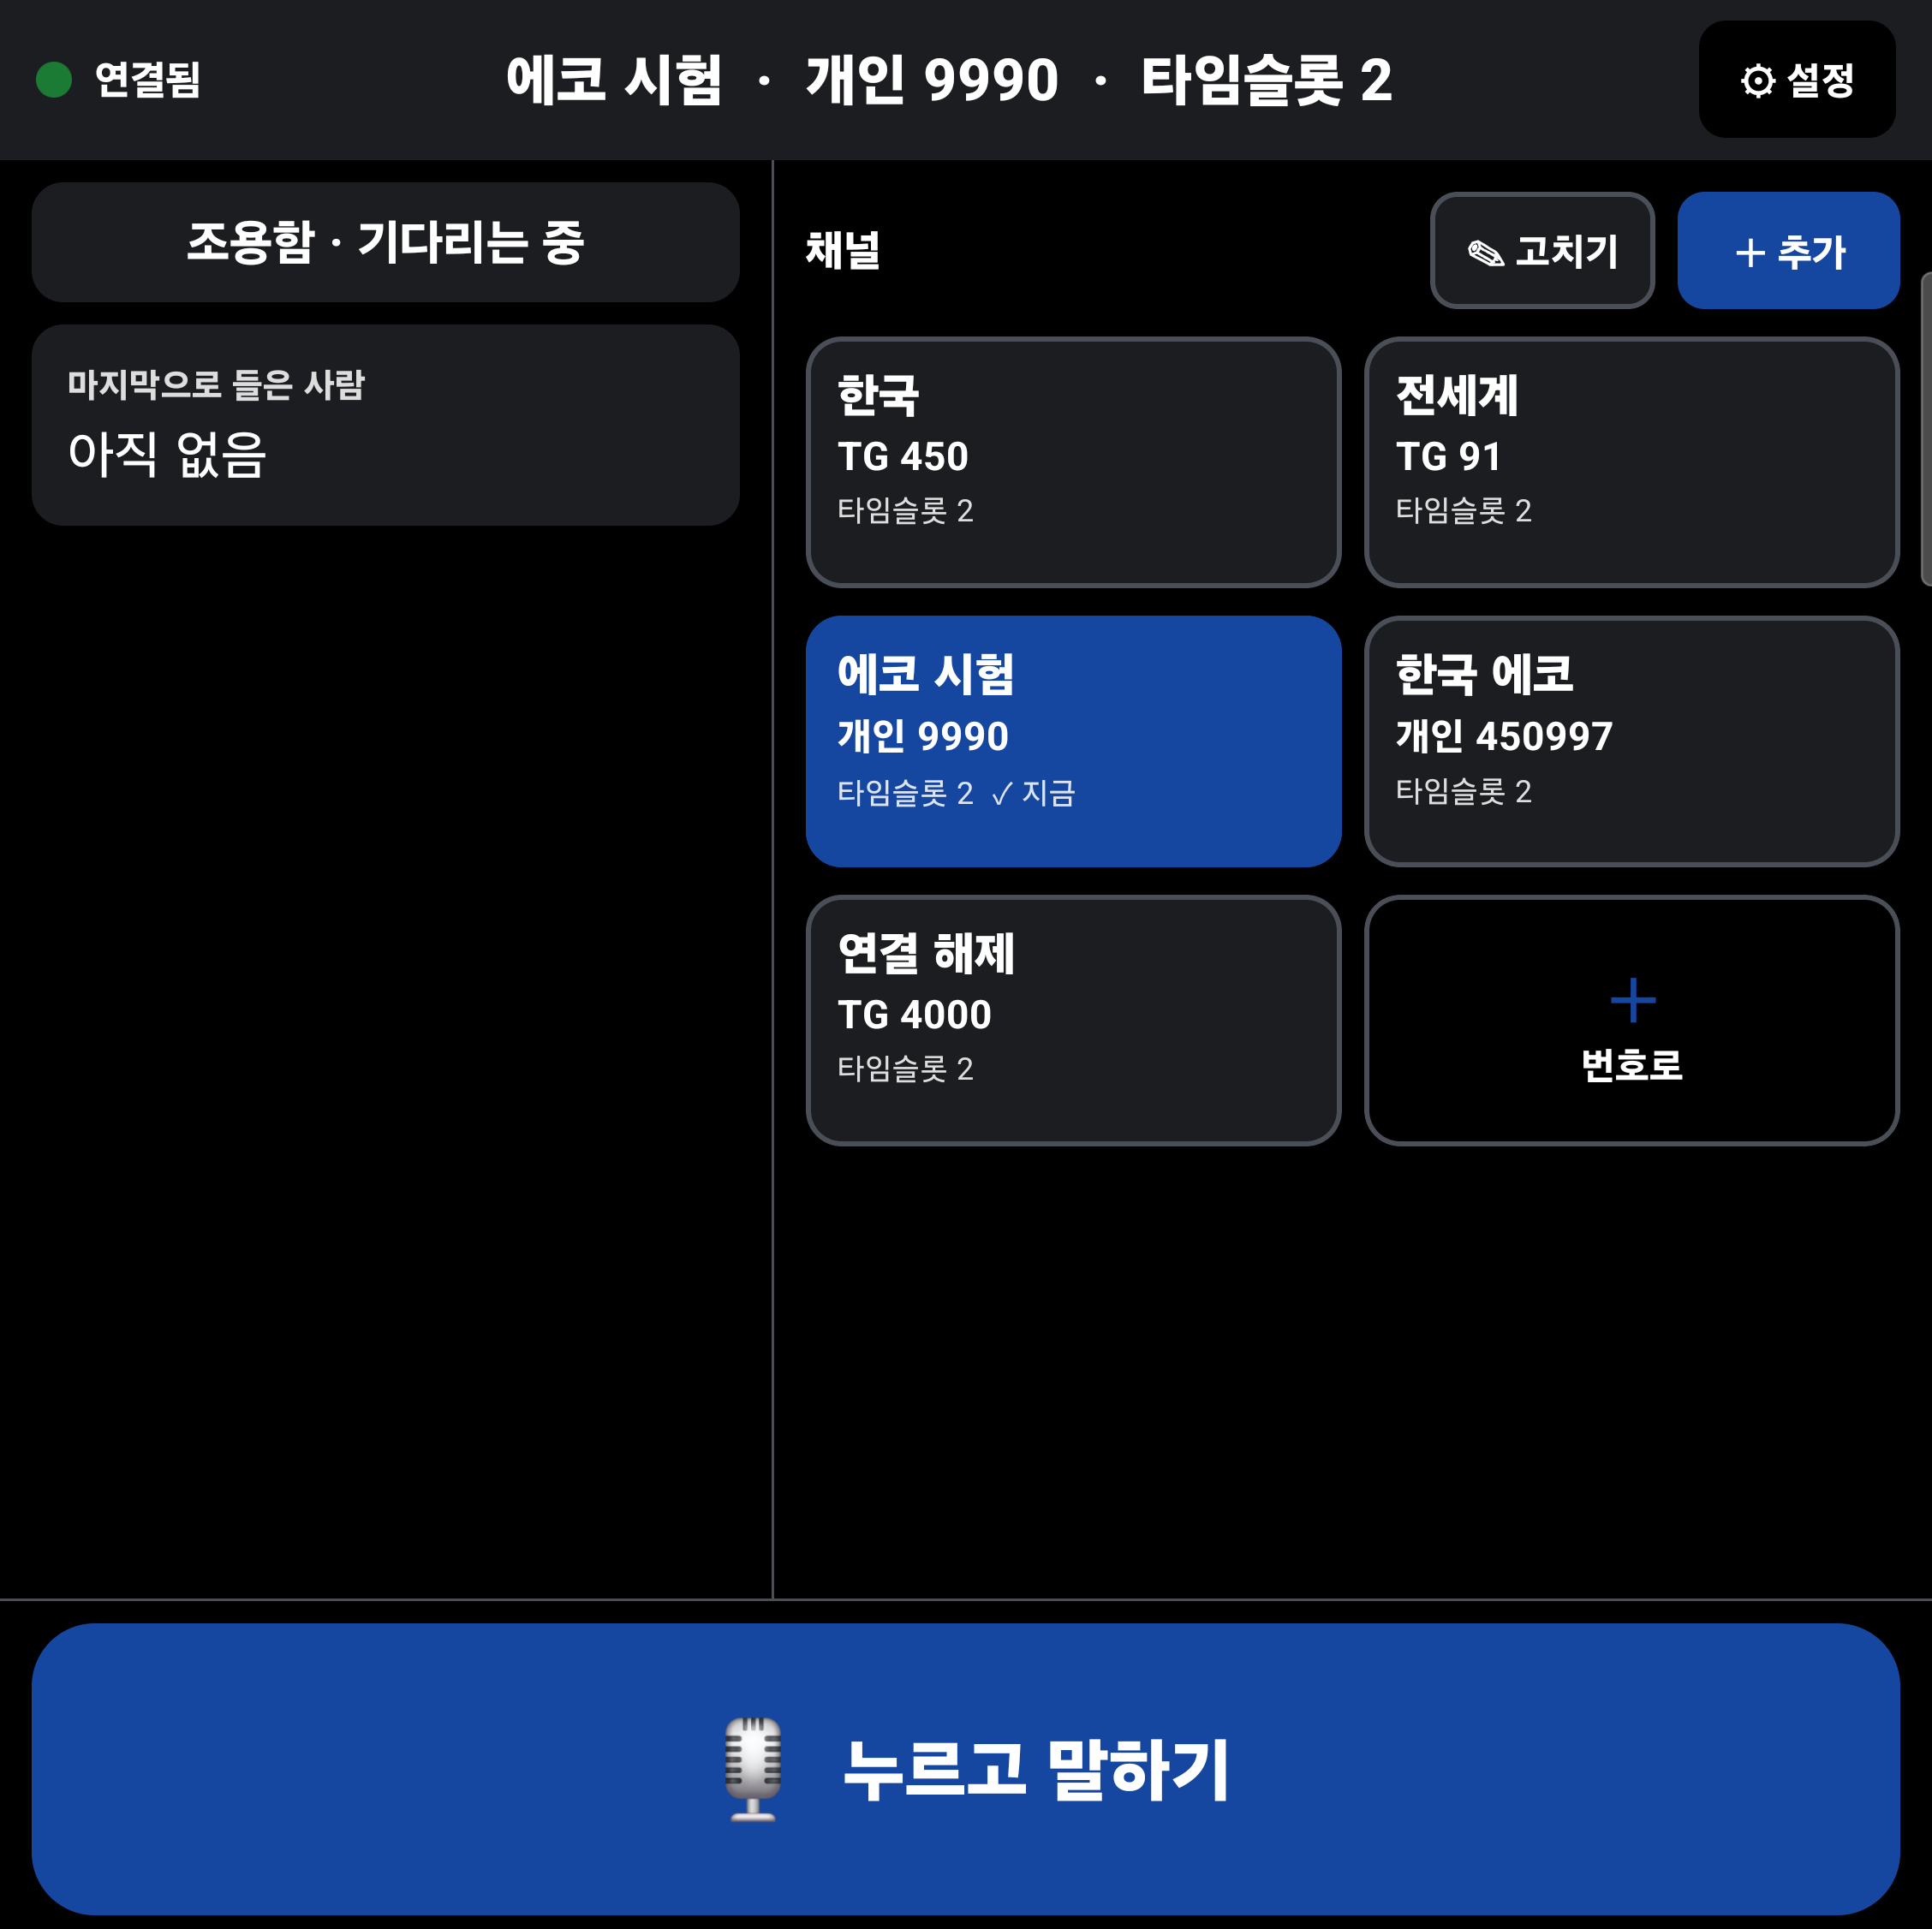 연결됨
에코 시험 · 개인 9990 · 타임슬롯 2
⚙ 설정
조용함 · 기다리는 중
마지막으로 들은 사람
아직 없음
채널
✎ 고치기
+ 추가
한국
TG 450
타임슬롯 2
전세계
TG 91
타임슬롯 2
에코 시험
개인 9990
타임슬롯 2 ✓ 지금
한국 에코
개인 450997
타임슬롯 2
연결 해제
TG 4000
타임슬롯 2
+
번호로
누르고 말하기